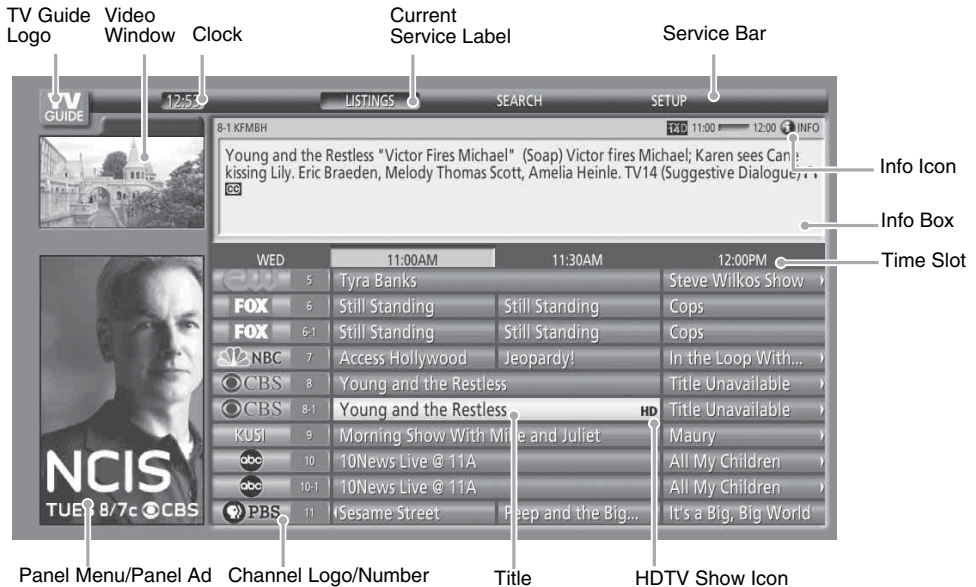 TV Guide Logo
Video Window
Clock
Current Service Label
Service Bar
TV GUIDE
12:53
LISTINGS
SEARCH
SETUP
8-1 KFMBH
11:00
12:00
i INFO
Young and the Restless "Victor Fires Michael" (Soap) Victor fires Michael; Karen sees Cane
kissing Lily. Eric Braeden, Melody Thomas Scott, Amelia Heinle. TV14 (Suggestive Dialogue)
CC
Info Icon
Info Box
Time Slot
WED
11:00AM
11:30AM
12:00PM
CW 5 Tyra Banks Steve Wilkos Show
FOX 6 Still Standing Still Standing Cops
FOX 6-1 Still Standing Still Standing Cops
NBC 7 Access Hollywood Jeopardy! In the Loop With...
CBS 8 Young and the Restless Title Unavailable
CBS 8-1 Young and the Restless HD Title Unavailable
KUSI 9 Morning Show With Mike and Juliet Maury
abc 10 10News Live @ 11A All My Children
abc 10-1 10News Live @ 11A All My Children
PBS 11 Sesame Street Peep and the Big... It's a Big, Big World
NCIS
TUES 8/7c CBS
Panel Menu/Panel Ad
Channel Logo/Number
Title
HDTV Show Icon